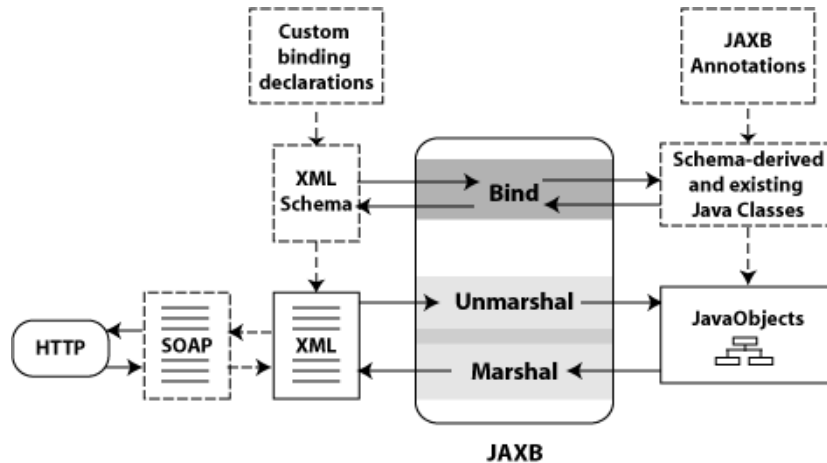 Custom
binding
declarations
JAXB
Annotations
XML
Schema
Bind
Schema-derived
and existing
Java Classes
HTTP
SOAP
XML
Unmarshal
Marshal
JavaObjects
JAXB